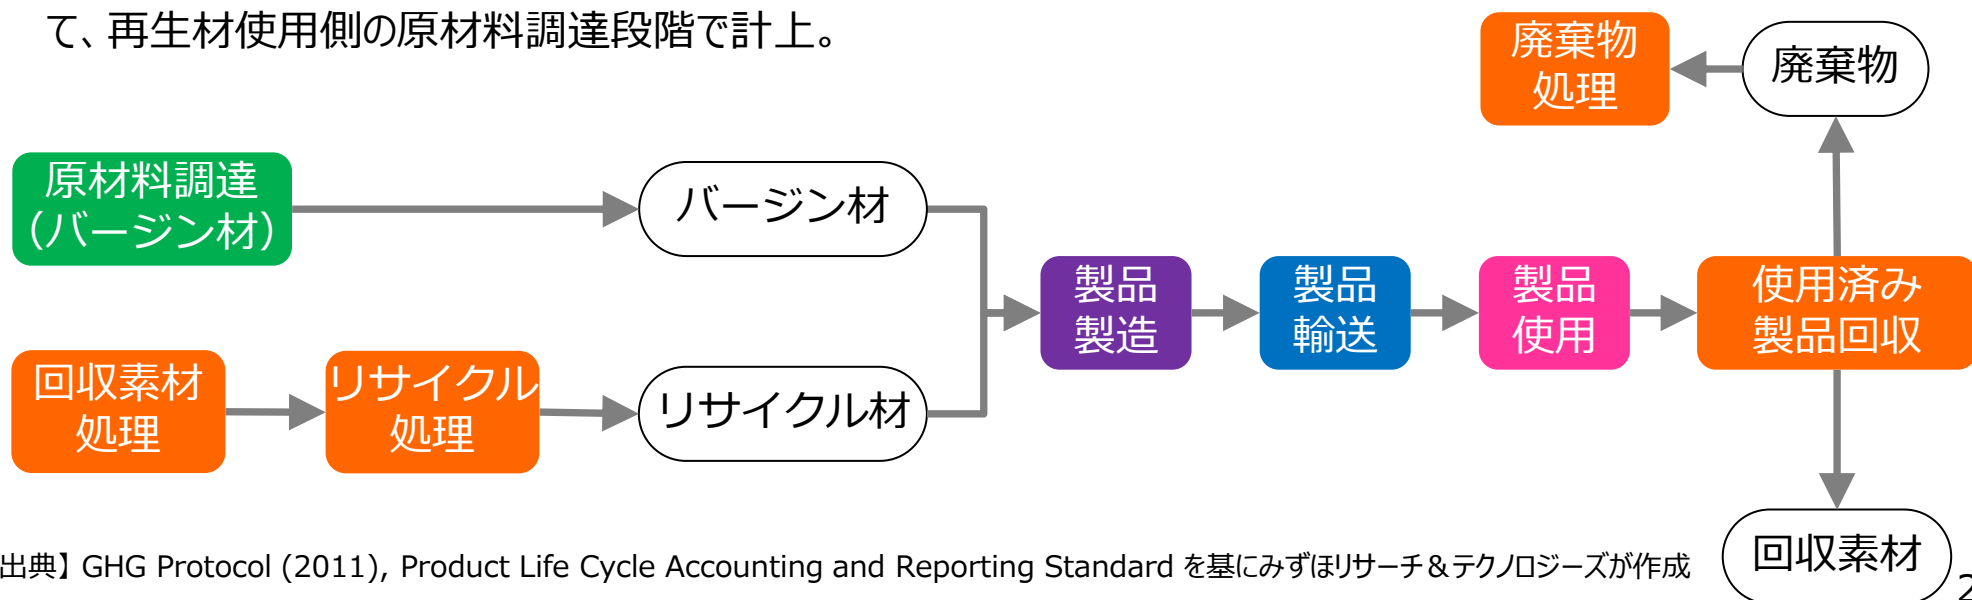 て、再生材使用側の原材料調達段階で計上。
廃棄物
処理
廃棄物
原材料調達
（バージン材）
バージン材
製品
製造
製品
輸送
製品
使用
使用済み
製品回収
回収素材
処理
リサイクル
処理
リサイクル材
回収素材
出典】 GHG Protocol (2011), Product Life Cycle Accounting and Reporting Standard を基にみずほリサーチ＆テクノロジーズが作成